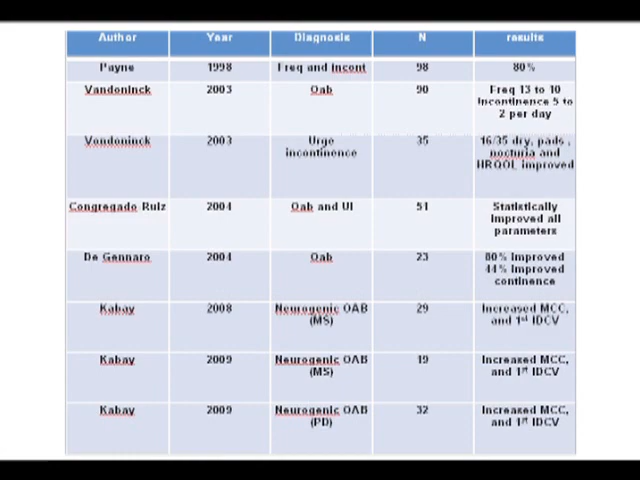 Author Year Diagnosis N results
Payne 1998 Freq and incont 98 80%
Vandoninck 2003 Oab 90 Freq 13 to 10
Incontinence 5 to
2 per day
Vondoninck 2003 Urge
incontinence 35 16/35 dry, pads ,
nocturia and
HRQOL improved
Congregado Ruiz 2004 Oab and UI 51 Statistically
improved all
parameters
De Gennaro 2004 Oab 23 80% improved
44% improved
continence
Kabay 2008 Neurogenic OAB
(MS) 29 Increased MCC,
and 1st IDCV
Kabay 2009 Neurogenic OAB
(MS) 19 Increased MCC,
and 1st IDCV
Kabay 2009 Neurogenic OAB
(PD) 32 Increased MCC,
and 1st IDCV